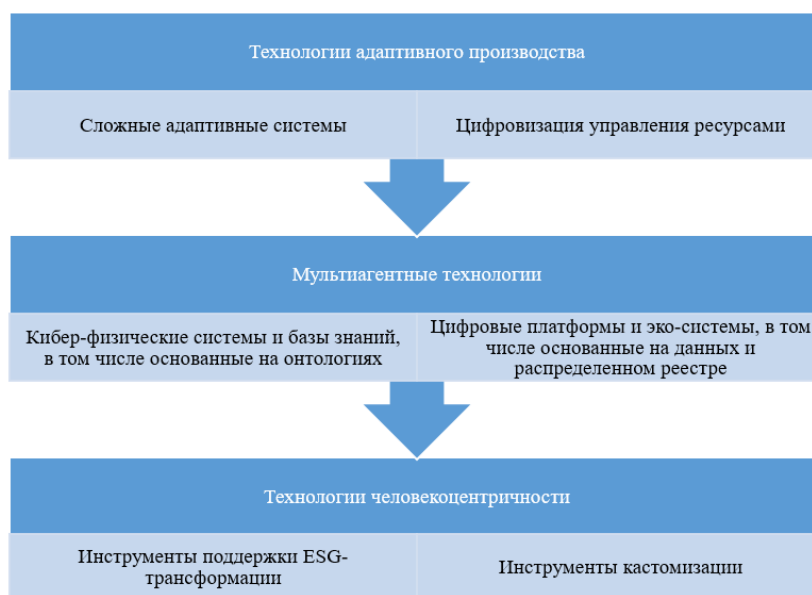 Технологии адаптивного производства
Сложные адаптивные системы
Цифровизация управления ресурсами
Мультиагентные технологии
Кибер-физические системы и базы знаний,
в том числе основанные на онтологиях
Цифровые платформы и эко-системы, в том
числе основанные на данных и
распределенном реестре
Технологии человекоцентричности
Инструменты поддержки ESG-
трансформации
Инструменты кастомизации